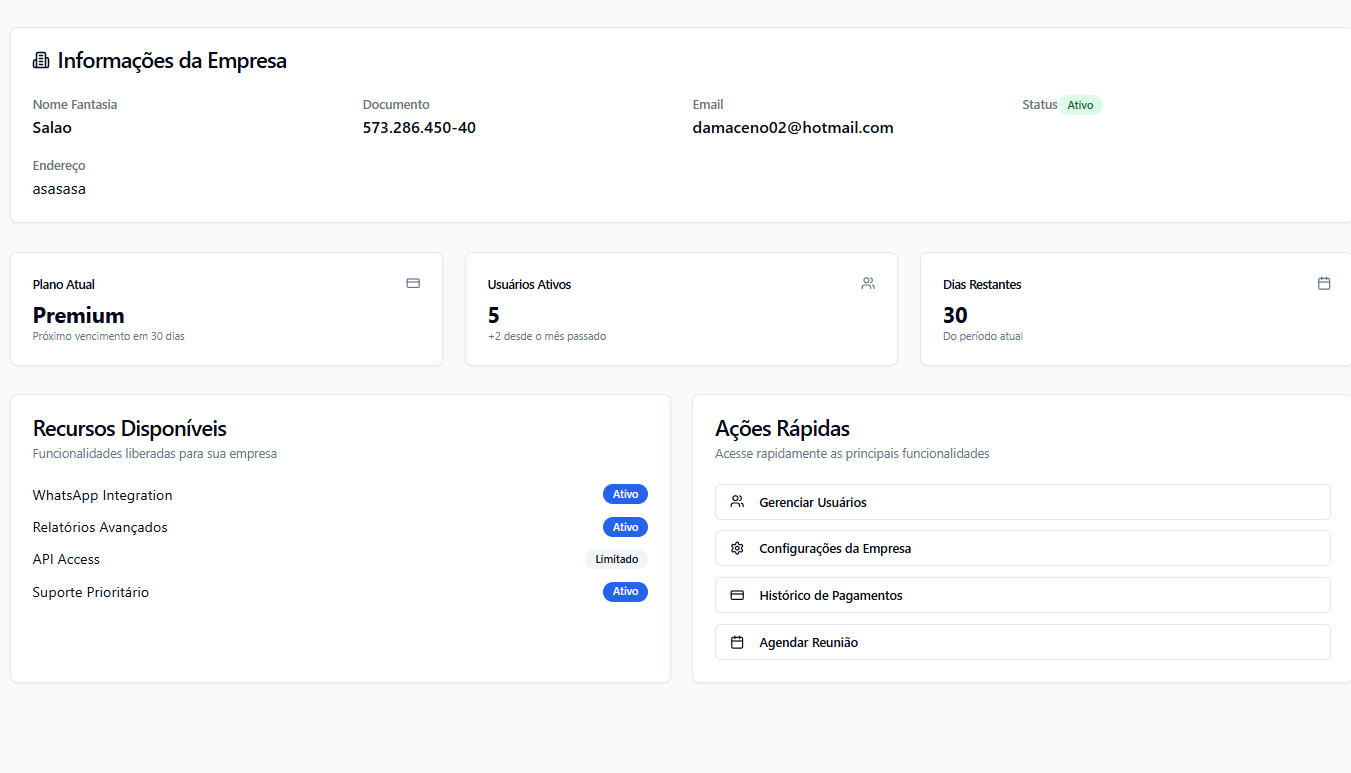 Informações da Empresa
Nome Fantasia
Salao
Documento
573.286.450-40
Email
damaceno02@hotmail.com
Status Ativo
Endereço
asasasa
Plano Atual
Premium
Próximo vencimento em 30 dias
Usuários Ativos
5
+2 desde o mês passado
Dias Restantes
30
Do período atual
Recursos Disponíveis
Funcionalidades liberadas para sua empresa
WhatsApp Integration Ativo
Relatórios Avançados Ativo
API Access Limitado
Suporte Prioritário Ativo
Ações Rápidas
Acesse rapidamente as principais funcionalidades
Gerenciar Usuários
Configurações da Empresa
Histórico de Pagamentos
Agendar Reunião